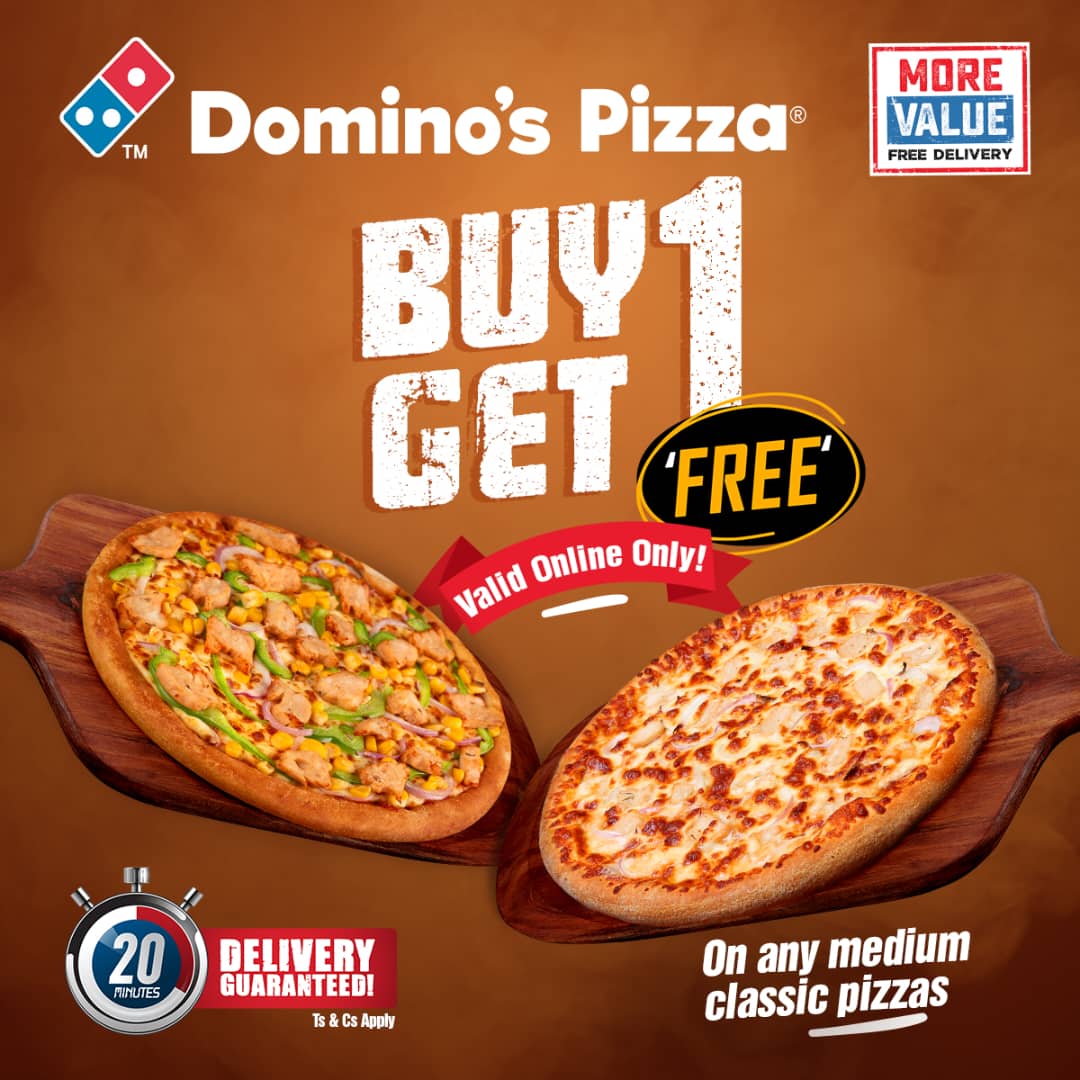 TM
Domino's Pizza®
MORE
VALUE
FREE DELIVERY
BUY 1
GET
'FREE'
Valid Online Only!
20
MINUTES
DELIVERY
GUARANTEED!
Ts & Cs Apply
On any medium
classic pizzas